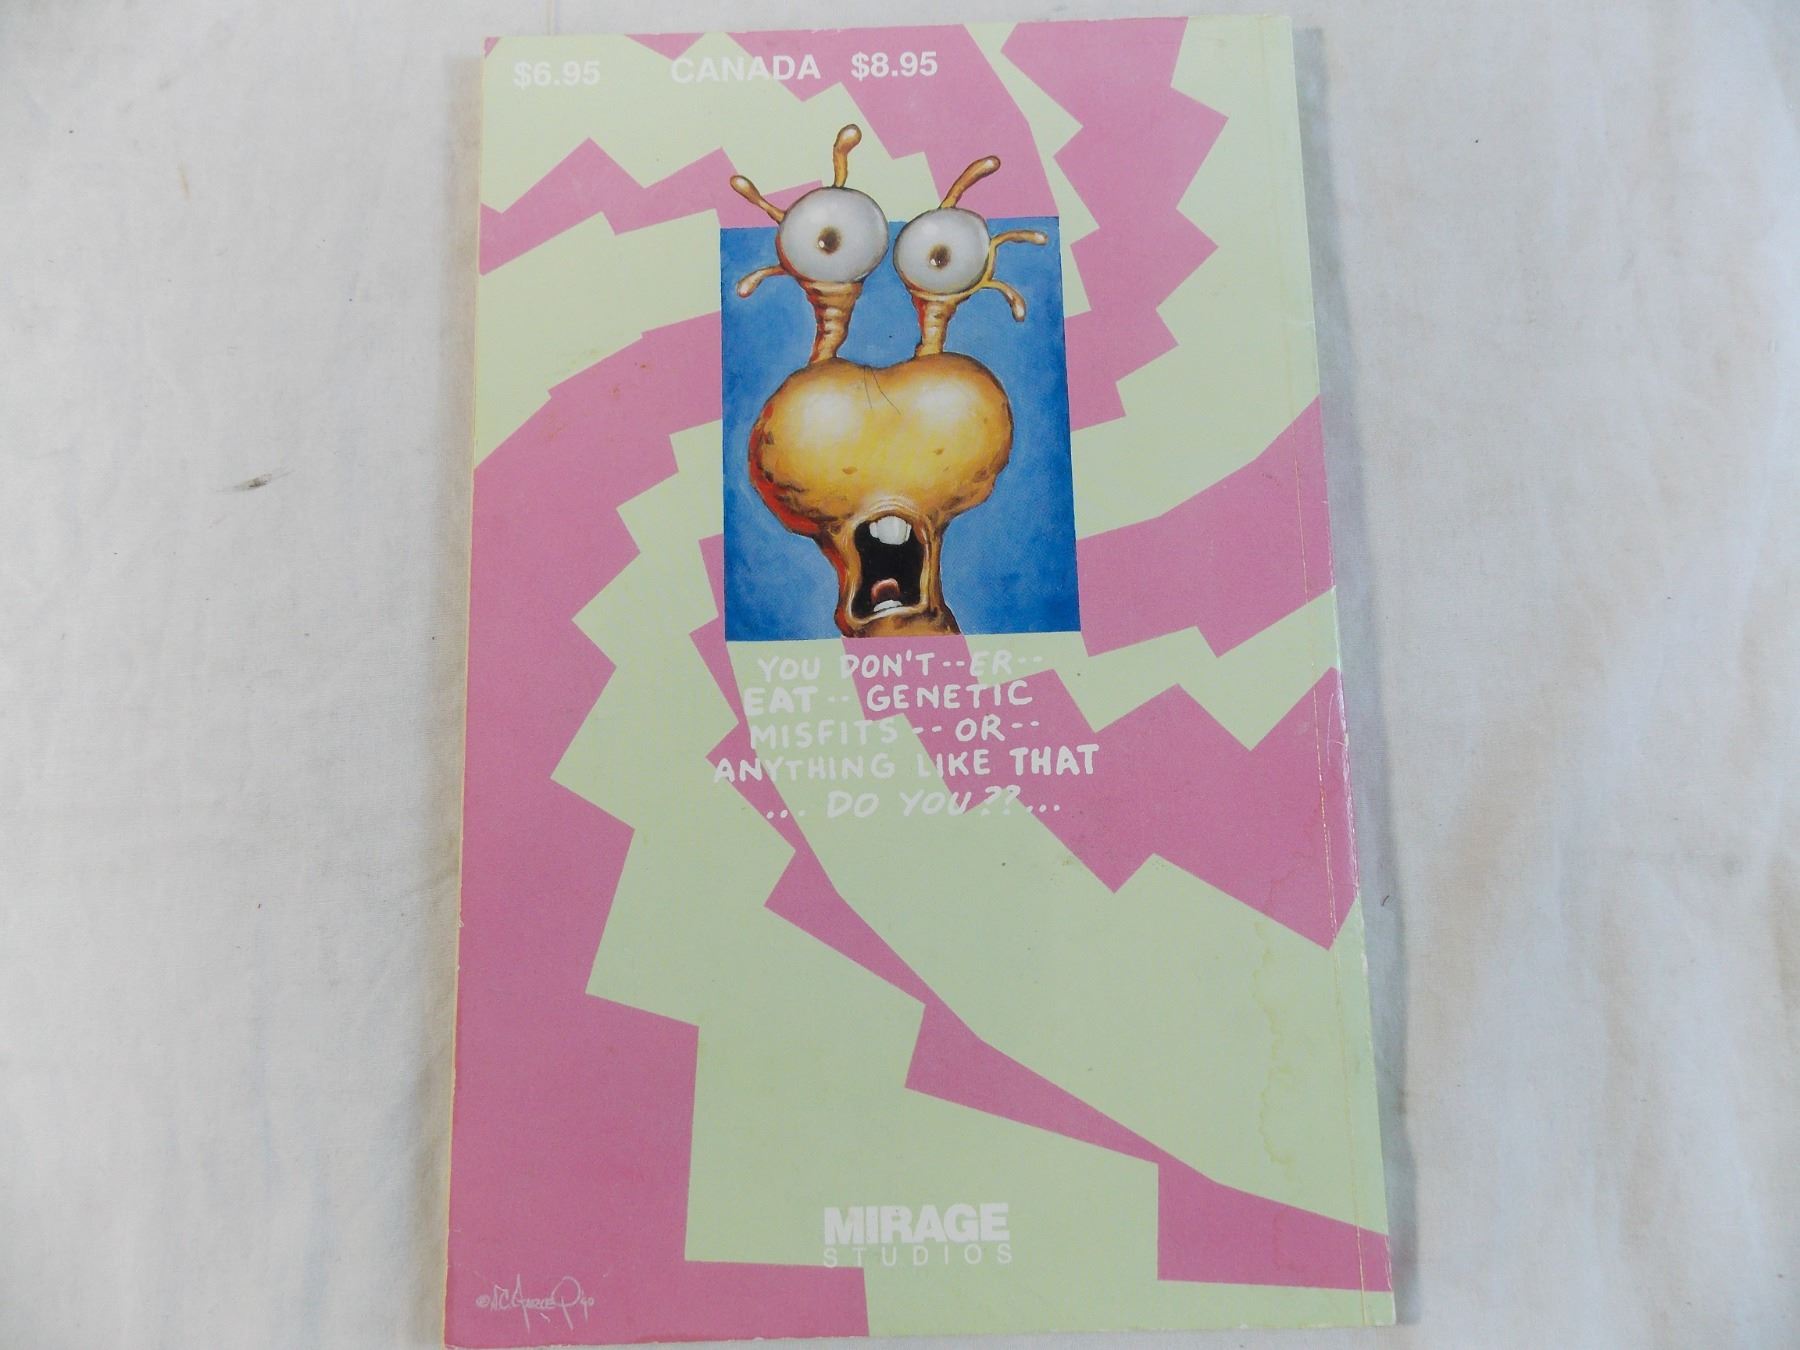 $6.95 CANADA $8.95
YOU DON'T--ER--
EAT--GENETIC
MISFITS--OR--
ANYTHING LIKE THAT
...DO YOU??...
MIRAGE
STUDIOS